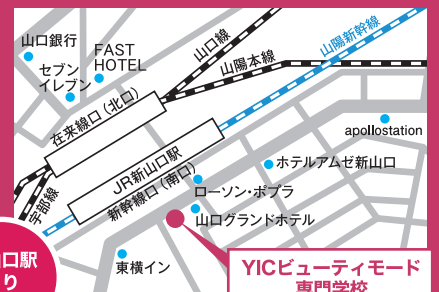 山口銀行
FAST
HOTEL
セブン
イレブン
山口線
山陽本線
山陽新幹線
在来線口（北口）
宇部線
JR新山口駅
新幹線口（南口）
apollostation
ホテルアムゼ新山口
ローソン・ポプラ
山口グランドホテル
東横イン
口駅
り
YICビューティモード
専門学校